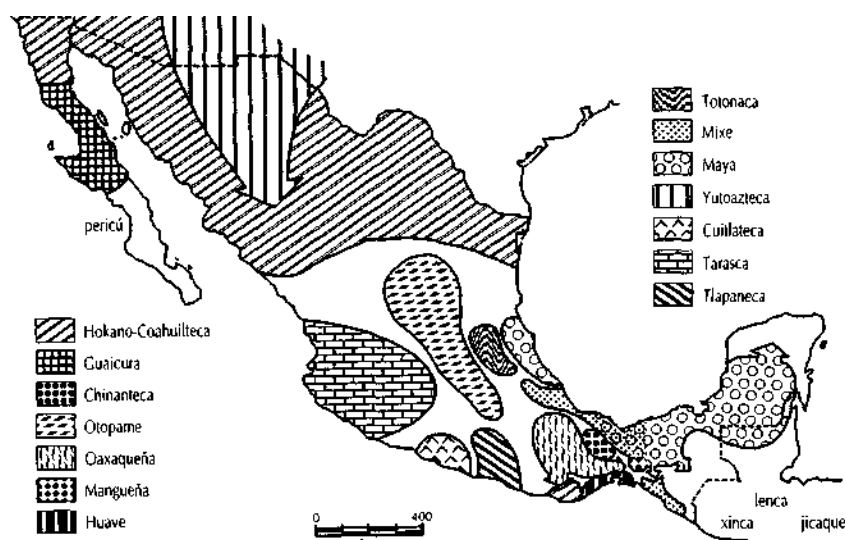 Totonaca
Mixe
Maya
Yutoazteca
Cuitlateca
Tarasca
Tlapaneca
pericú
Hokano-Coahuilteca
Guaicura
Chinanteca
Otopame
Oaxaqueña
Mangueña
Huave
0 400
lenca
xinca jicaque